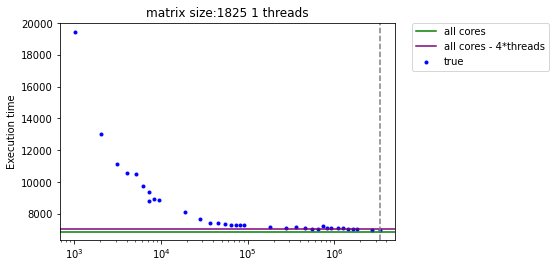 matrix size:1825 1 threads
Execution time
20000
18000
16000
14000
12000
10000
8000
10³
10⁴
10⁵
10⁶
all cores
all cores - 4*threads
true